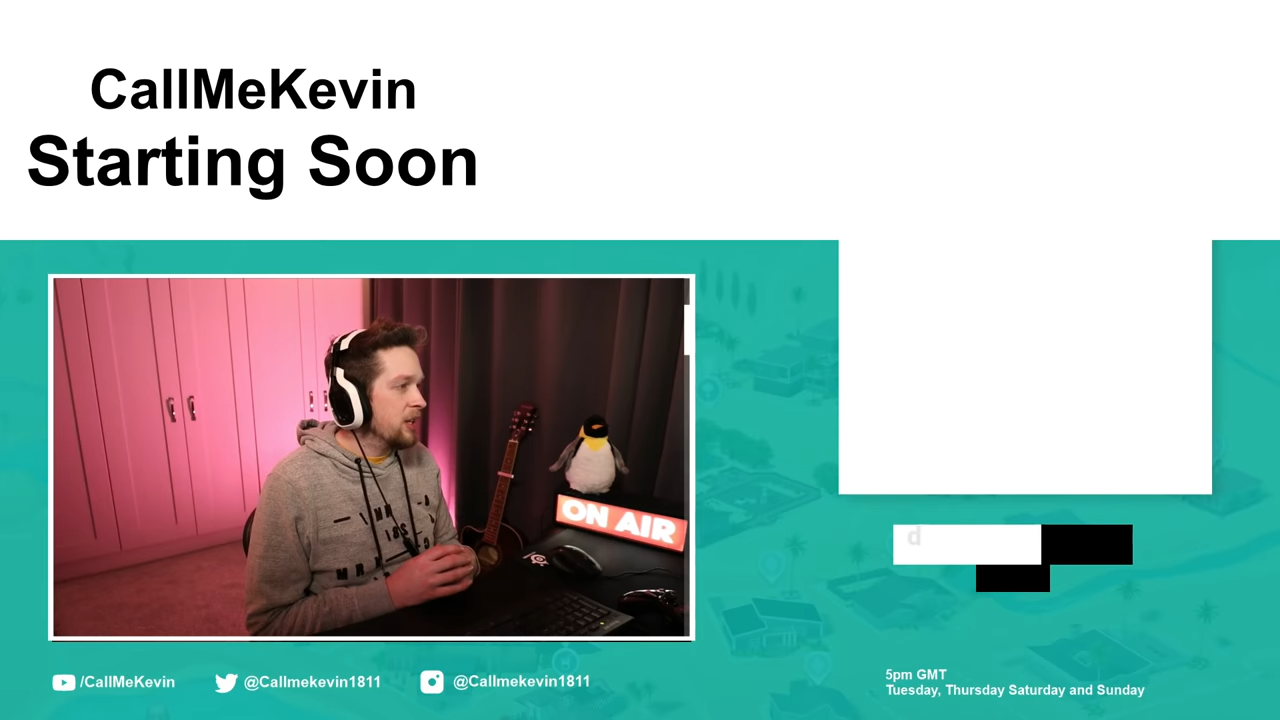 CallMeKevin
Starting Soon
ON AIR
d
/CallMeKevin
@Callmekevin1811
@Callmekevin1811
5pm GMT
Tuesday, Thursday Saturday and Sunday